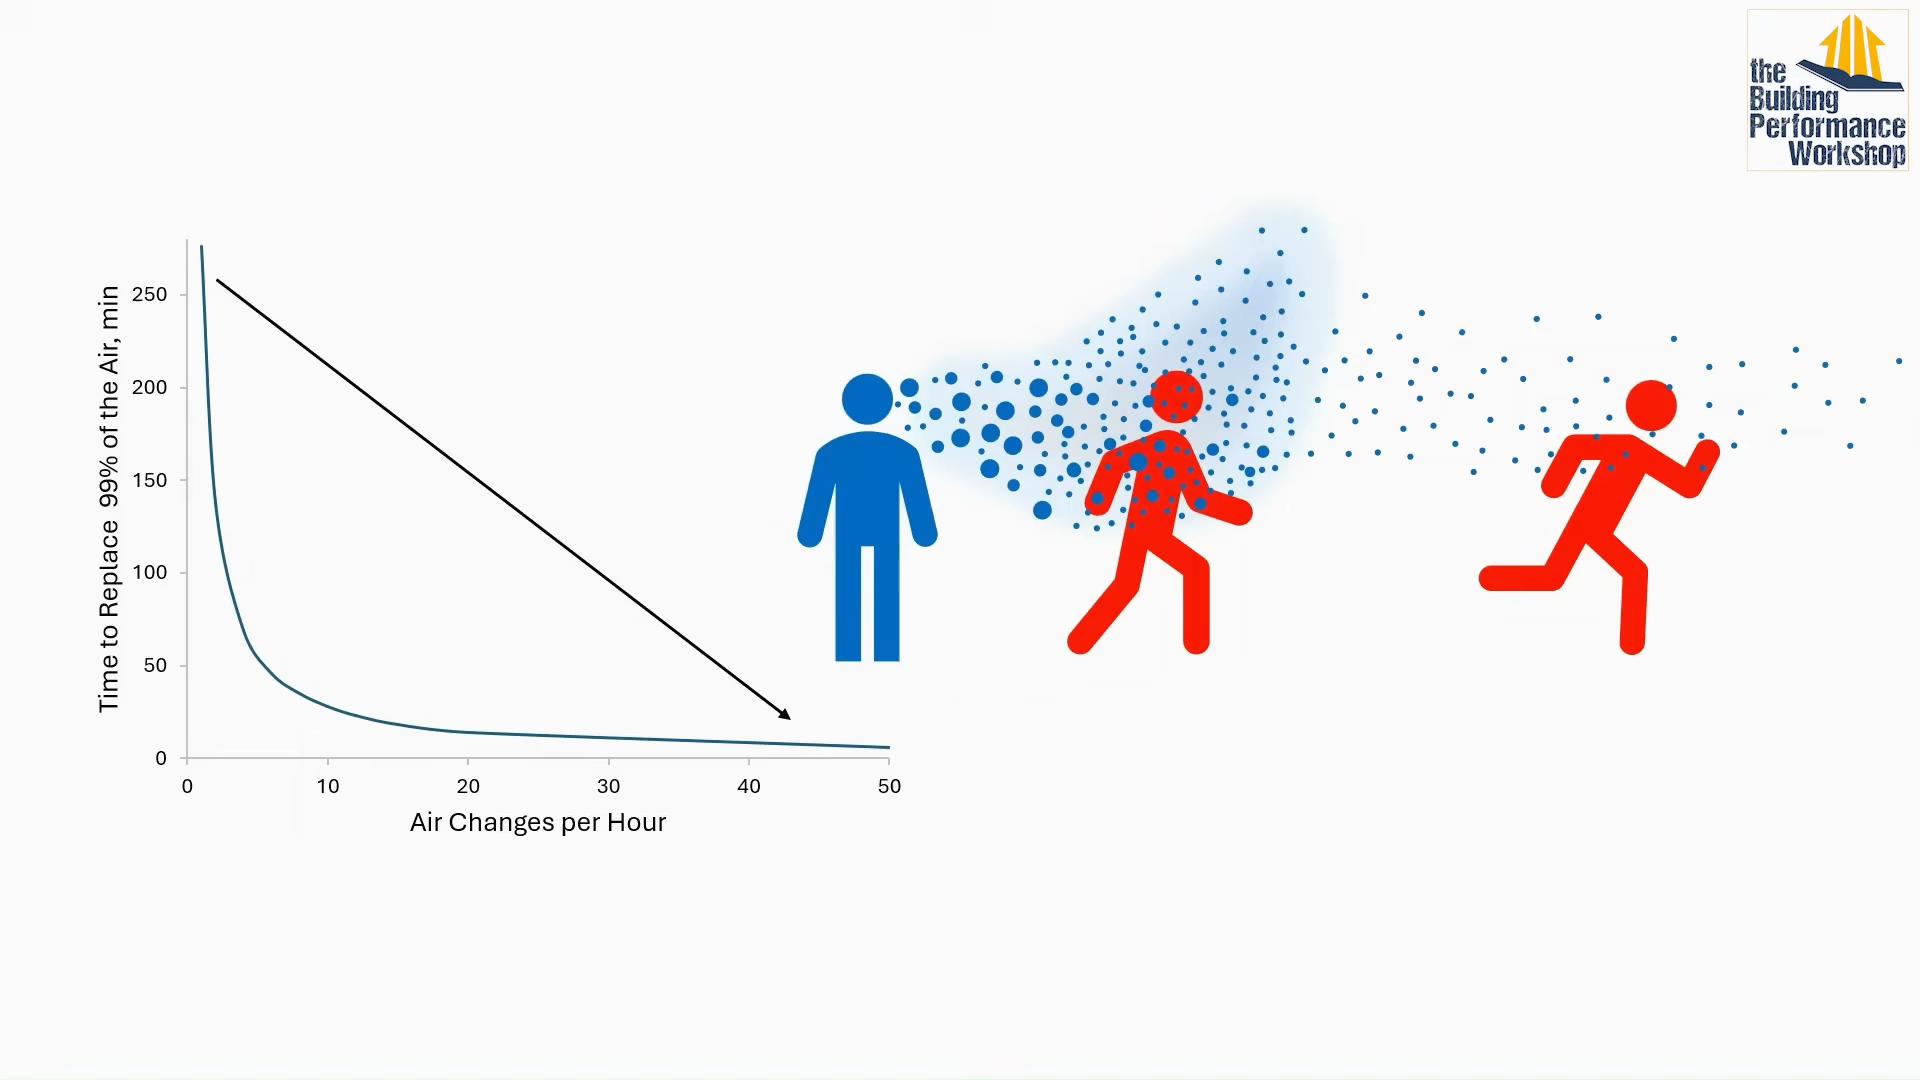 the
Building
Performance
Workshop
Time to Replace 99% of the Air, min
250
200
150
100
50
0
0 10 20 30 40 50
Air Changes per Hour